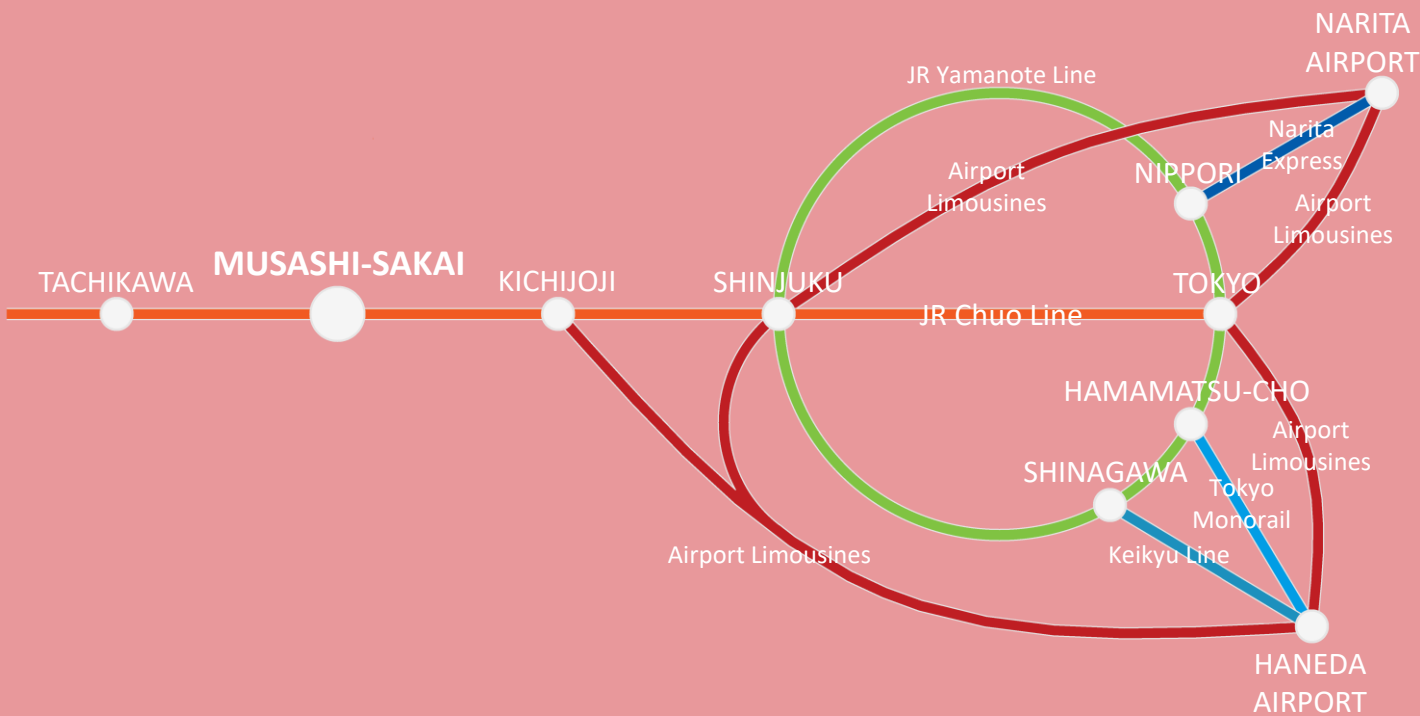 NARITA
AIRPORT
JR Yamanote Line
Narita
Express
NIPPORI
Airport
Limousines
Airport
Limousines
TACHIKAWA
MUSASHI-SAKAI
KICHIJOJI
SHINJUKU
TOKYO
JR Chuo Line
HAMAMATSU-CHO
Airport
Limousines
SHINAGAWA
Tokyo
Monorail
Airport Limousines
Keikyu Line
HANEDA
AIRPORT